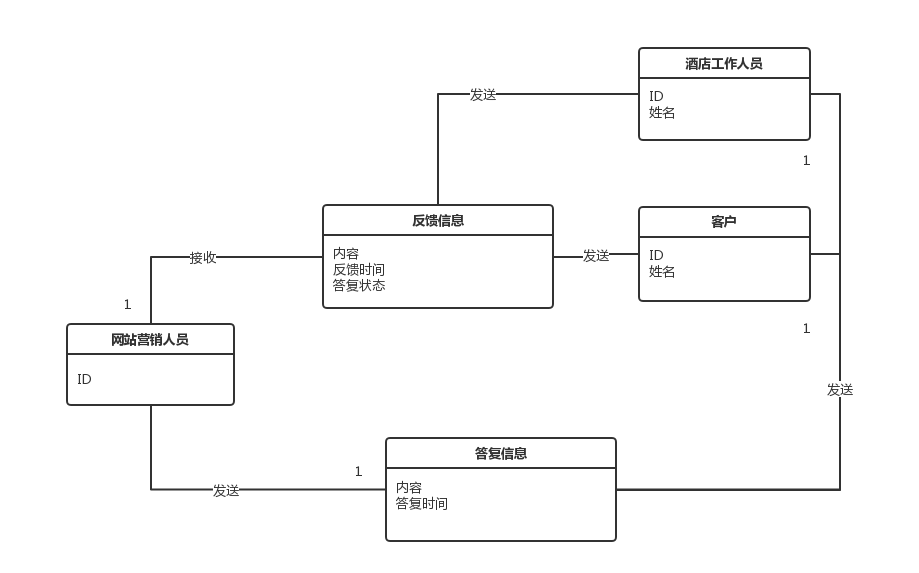 酒店工作人员
ID
姓名
发送
1
反馈信息
内容
反馈时间
答复状态
发送
客户
ID
姓名
接收
1
1
网站营销人员
ID
发送
答复信息
内容
答复时间
1
发送